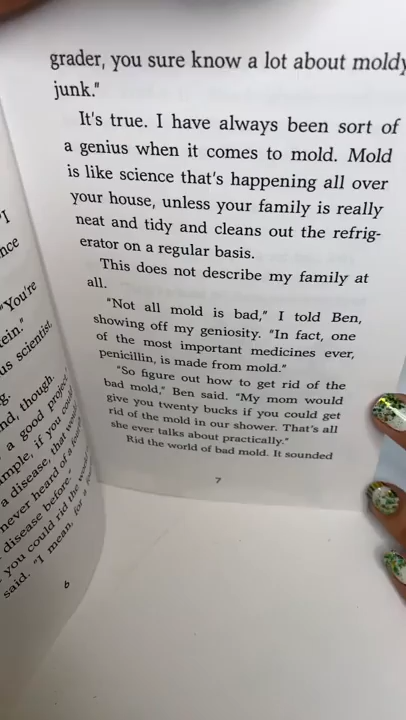 "I
nce
"You're
tein."
us scientist,
g.
nd, though.
a good project
mple, if you could
a disease, that would
never heard of a
disease before."
you could rid the
said. "I mean, for a
6
grader, you sure know a lot about moldy
junk."
It's true. I have always been sort of
a genius when it comes to mold. Mold
is like science that's happening all over
your house, unless your family is really
neat and tidy and cleans out the refrig-
erator on a regular basis.
This does not describe my family at
all.
"Not all mold is bad," I told Ben,
showing off my geniosity. "In fact, one
of the most important medicines ever,
penicillin, is made from mold."
"So figure out how to get rid of the
bad mold," Ben said. "My mom would
give you twenty bucks if you could get
rid of the mold in our shower. That's all
she ever talks about practically."
Rid the world of bad mold. It sounded
7